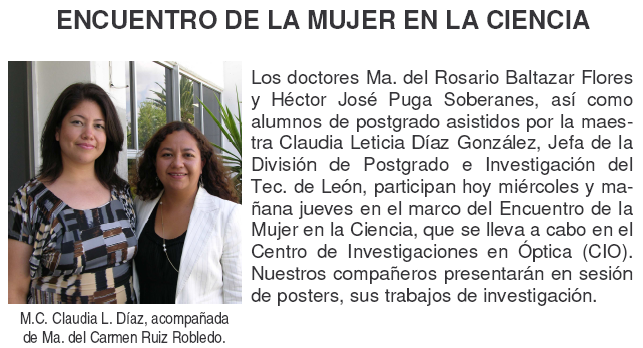 ENCUENTRO DE LA MUJER EN LA CIENCIA
Los doctores Ma. del Rosario Baltazar Flores
y Héctor José Puga Soberanes, así como
alumnos de postgrado asistidos por la maes-
tra Claudia Leticia Díaz González, Jefa de la
División de Postgrado e Investigación del
Tec. de León, participan hoy miércoles y ma-
ñana jueves en el marco del Encuentro de la
Mujer en la Ciencia, que se lleva a cabo en el
Centro de Investigaciones en Óptica (CIO).
Nuestros compañeros presentarán en sesión
de posters, sus trabajos de investigación.
M.C. Claudia L. Díaz, acompañada
de Ma. del Carmen Ruiz Robledo.